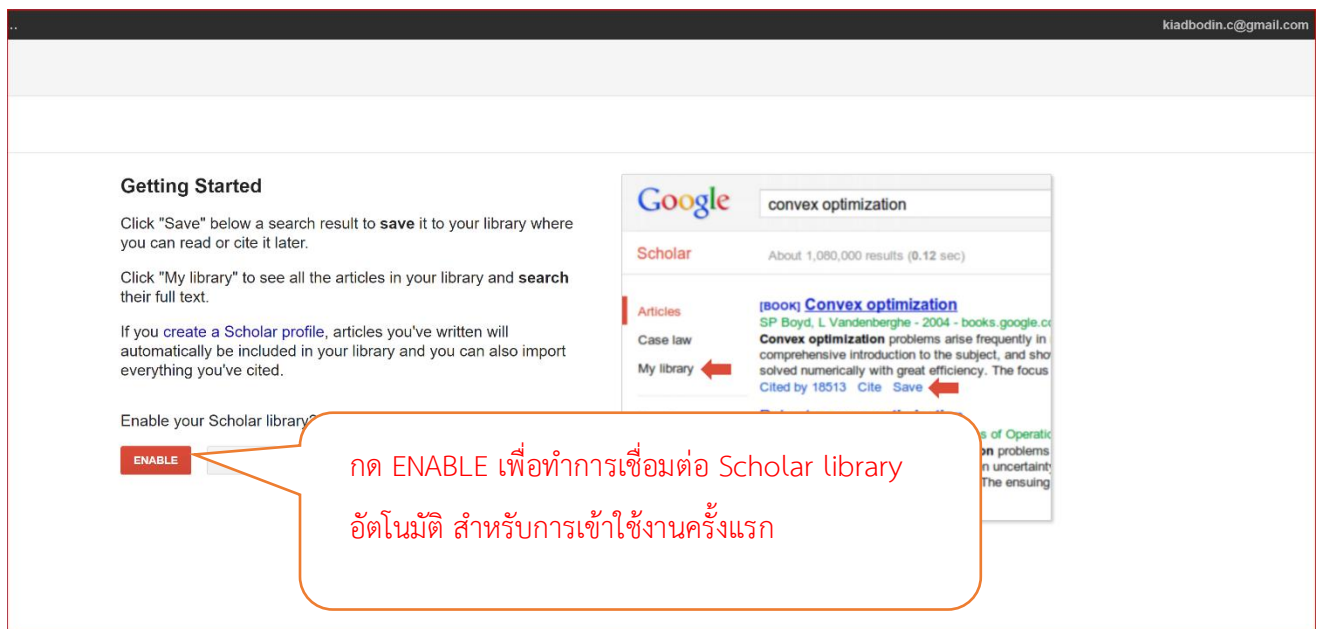 ..
kiadbodin.c@gmail.com
Getting Started
Click "Save" below a search result to save it to your library where
you can read or cite it later.
Click "My library" to see all the articles in your library and search
their full text.
If you create a Scholar profile, articles you've written will
automatically be included in your library and you can also import
everything you've cited.
Enable your Scholar library?
ENABLE
Google
convex optimization
Scholar
About 1,080,000 results (0.12 sec)
Articles
Case law
My library
[BOOK] Convex optimization
SP Boyd, L Vandenberghe - 2004 - books.google.co
Convex optimization problems arise frequently in
comprehensive introduction to the subject, and sho
solved numerically with great efficiency. The focus
Cited by 18513 Cite Save
s of Operatio
on problems
n uncertainty
The ensuing
กด ENABLE เพื่อทำการเชื่อมต่อ Scholar library
อัตโนมัติ สำหรับการเข้าใช้งานครั้งแรก